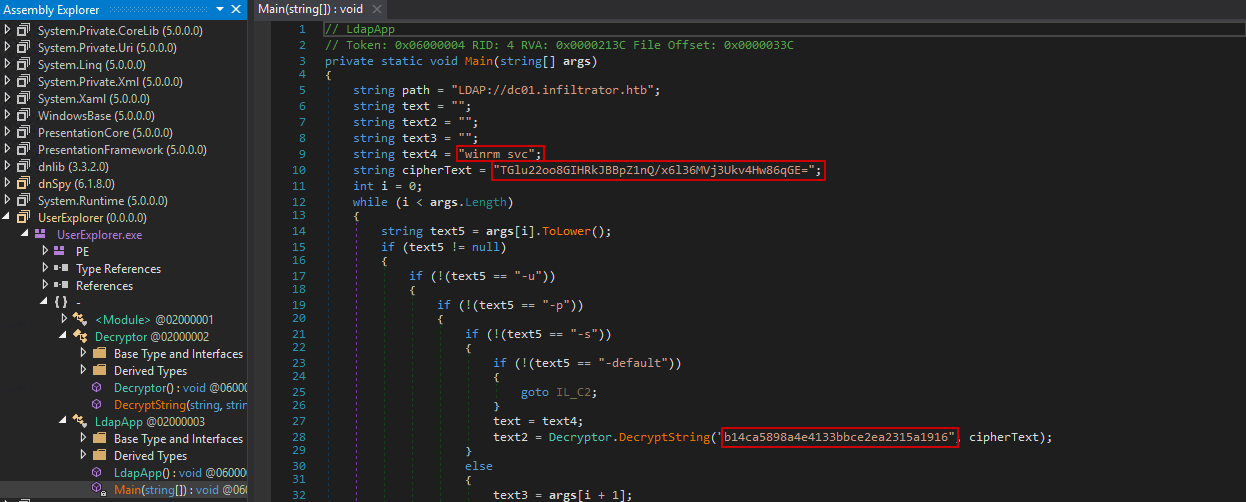 Assembly Explorer
System.Private.CoreLib (5.0.0.0)
System.Private.Uri (5.0.0.0)
System.Linq (5.0.0.0)
System.Private.Xml (5.0.0.0)
System.Xaml (5.0.0.0)
WindowsBase (5.0.0.0)
PresentationCore (5.0.0.0)
PresentationFramework (5.0.0.0)
dnlib (3.3.2.0)
dnSpy (6.1.8.0)
System.Runtime (5.0.0.0)
UserExplorer (0.0.0.0)
UserExplorer.exe
PE
Type References
References
{ } -
<Module> @02000001
Decryptor @02000002
Base Type and Interfaces
Derived Types
Decryptor() : void @0600
DecryptString(string, strin
LdapApp @02000003
Base Type and Interfaces
Derived Types
LdapApp() : void @06000
Main(string[]) : void @060
Main(string[]) : void
1 // LdapApp
2 // Token: 0x06000004 RID: 4 RVA: 0x0000213C File Offset: 0x0000033C
3 private static void Main(string[] args)
4 {
5 string path = "LDAP://dc01.infiltrator.htb";
6 string text = "";
7 string text2 = "";
8 string text3 = "";
9 string text4 = "winrm_svc";
10 string cipherText = "TGlu22oo8GIHRkJBBpZ1nQ/x6l36MVj3Ukv4Hw86qGE=";
11 int i = 0;
12 while (i < args.Length)
13 {
14 string text5 = args[i].ToLower();
15 if (text5 != null)
16 {
17 if (!(text5 == "-u"))
18 {
19 if (!(text5 == "-p"))
20 {
21 if (!(text5 == "-s"))
22 {
23 if (!(text5 == "-default"))
24 {
25 goto IL_C2;
26 }
27 text = text4;
28 text2 = Decryptor.DecryptString("b14ca5898a4e4133bbce2ea2315a1916", cipherText);
29 }
30 else
31 {
32 text3 = args[i + 1];